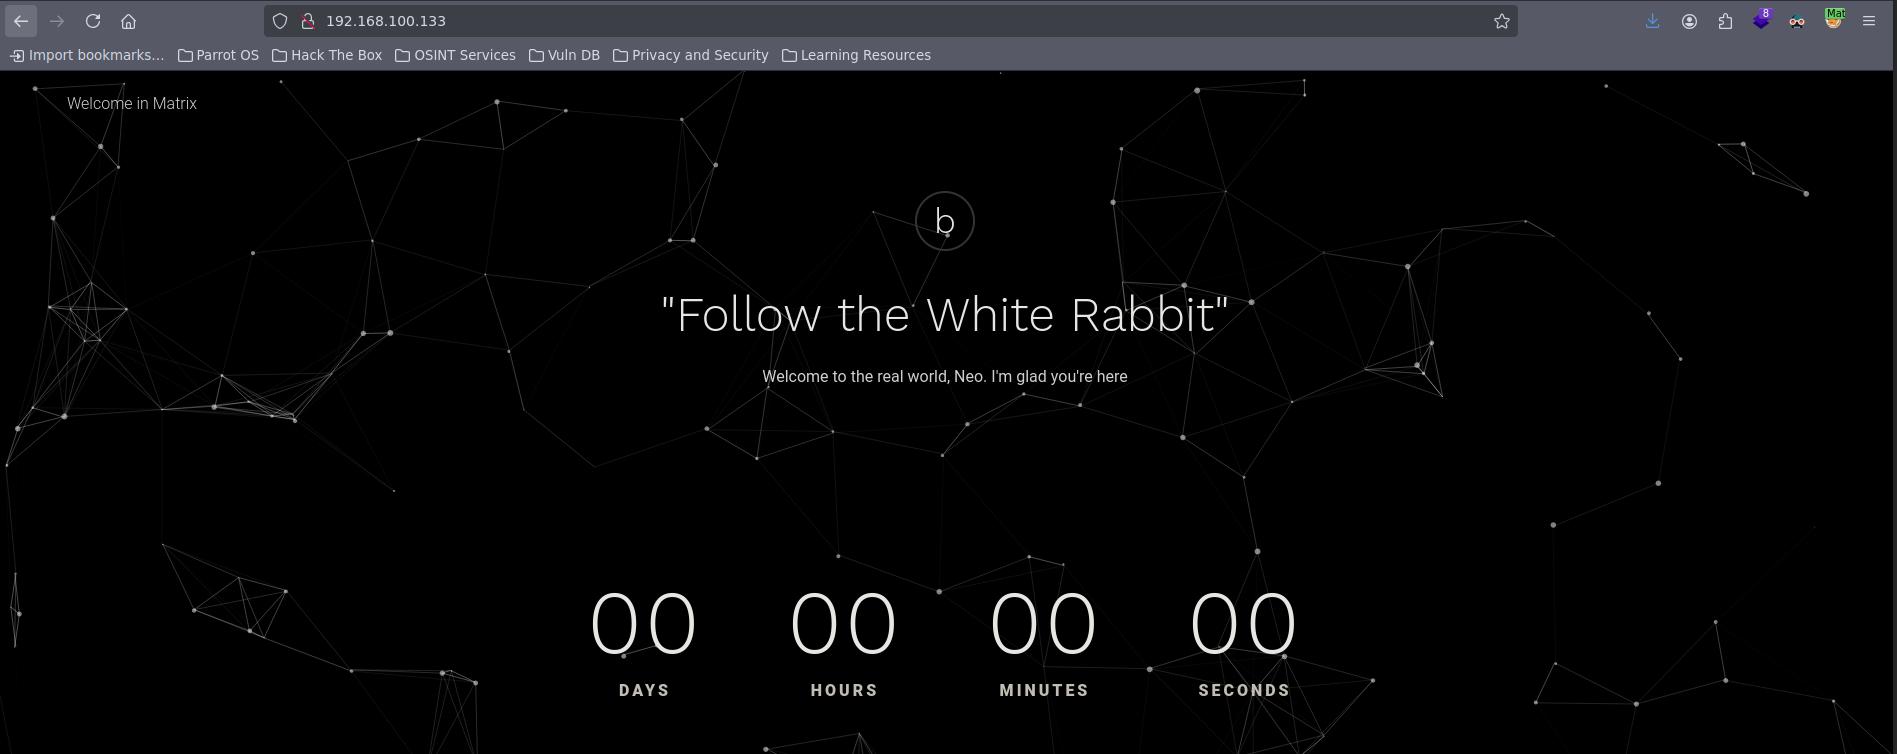 192.168.100.133
8
Mat
Import bookmarks... Parrot OS Hack The Box OSINT Services Vuln DB Privacy and Security Learning Resources
Welcome in Matrix
b
"Follow the White Rabbit"
Welcome to the real world, Neo. I'm glad you're here
00 00 00 00
DAYS HOURS MINUTES SECONDS